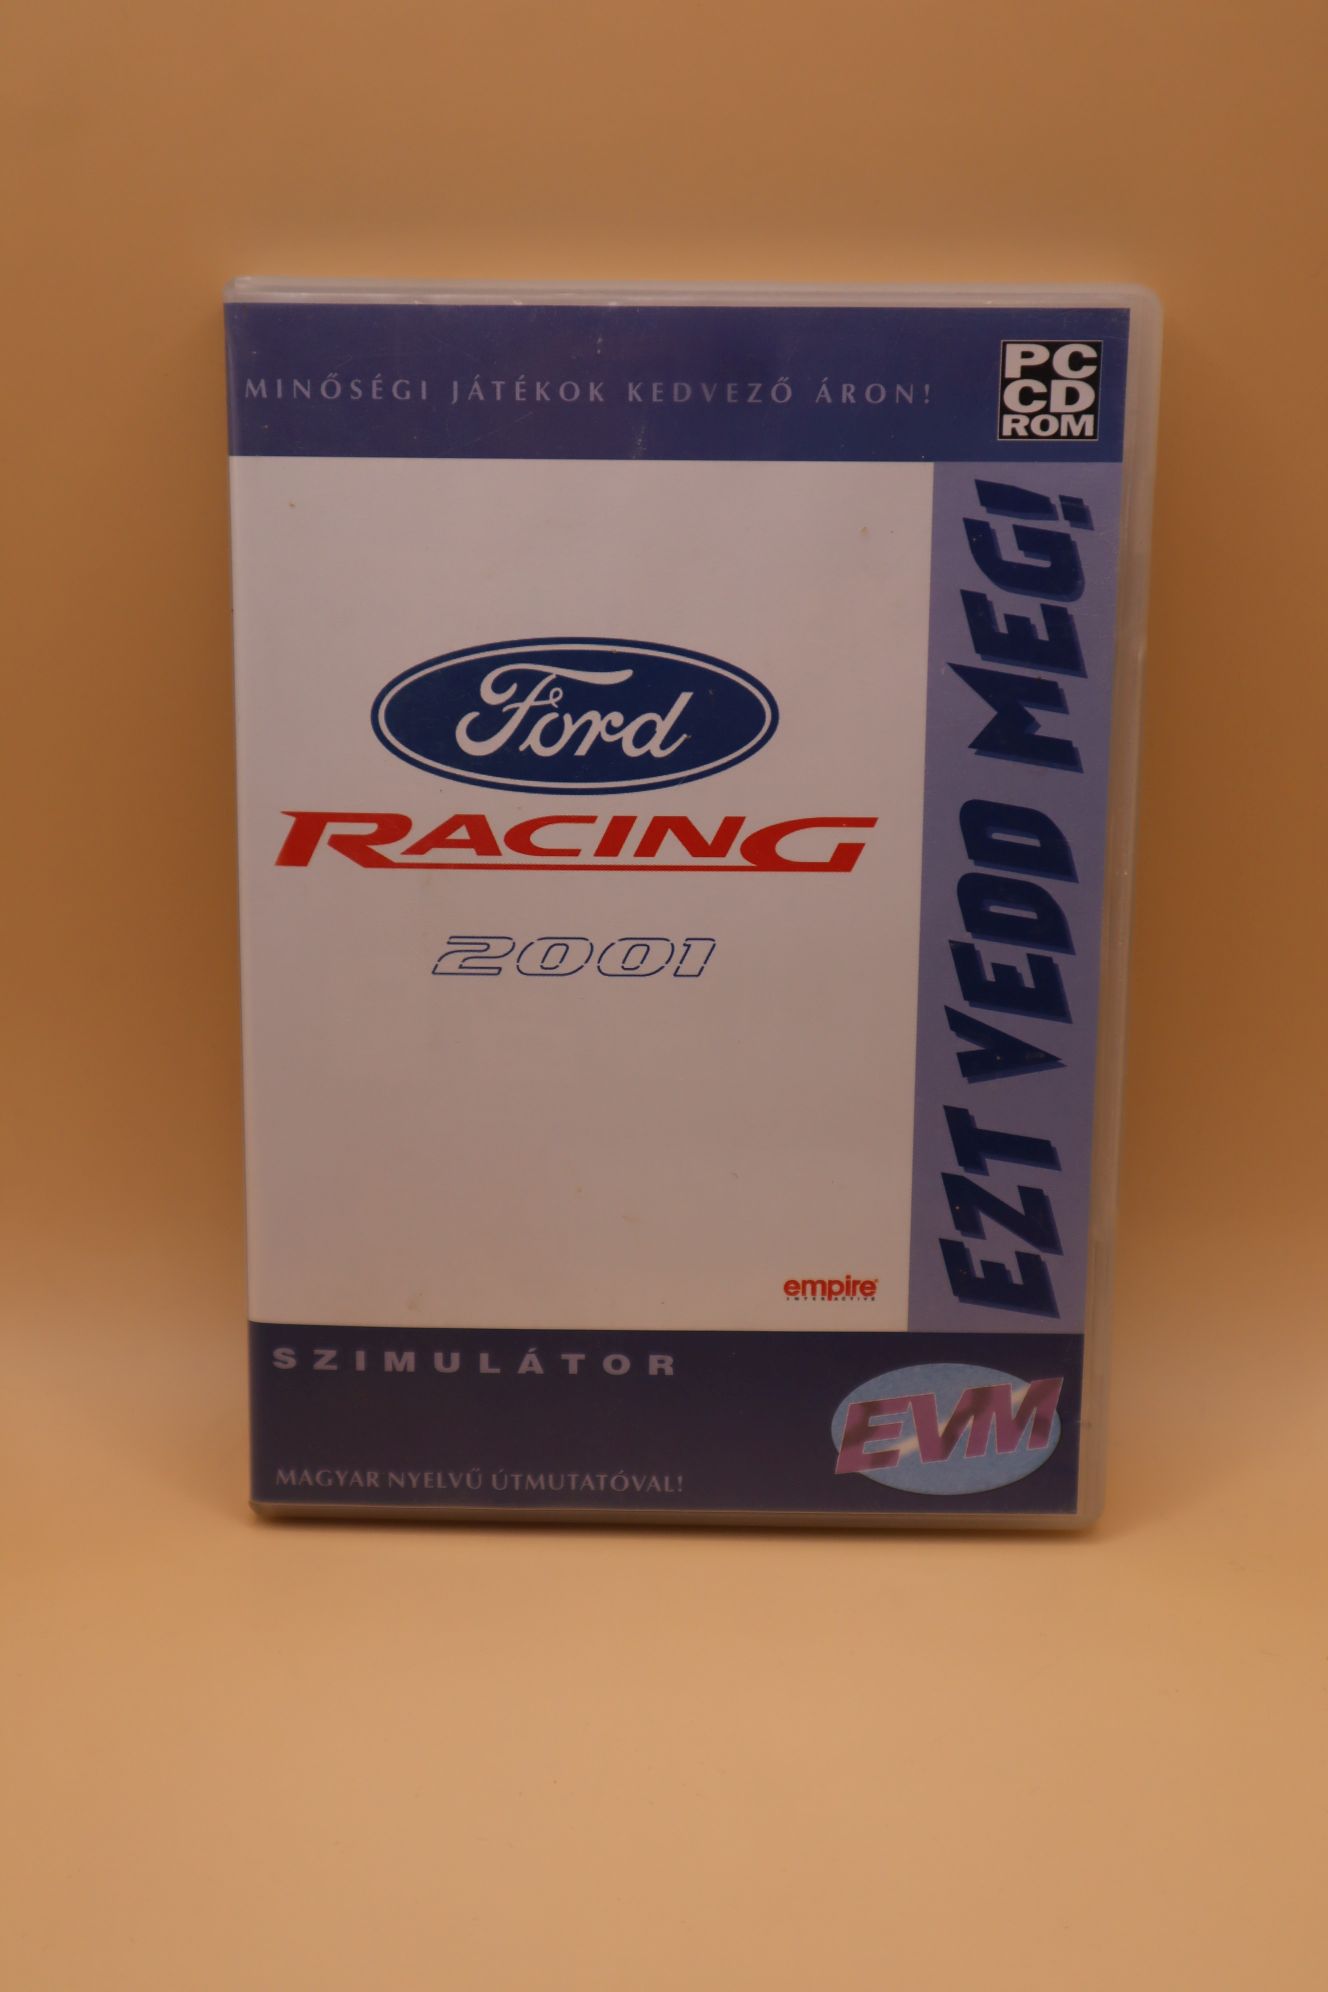 MINŐSÉGI JÁTÉKOK KEDVEZŐ ÁRON!
PC
CD
ROM
EZT VEDD MEG!
Ford
RACING
2001
empire
INTERACTIVE
SZIMULÁTOR
EVM
MAGYAR NYELVŰ ÚTMUTATÓVAL!